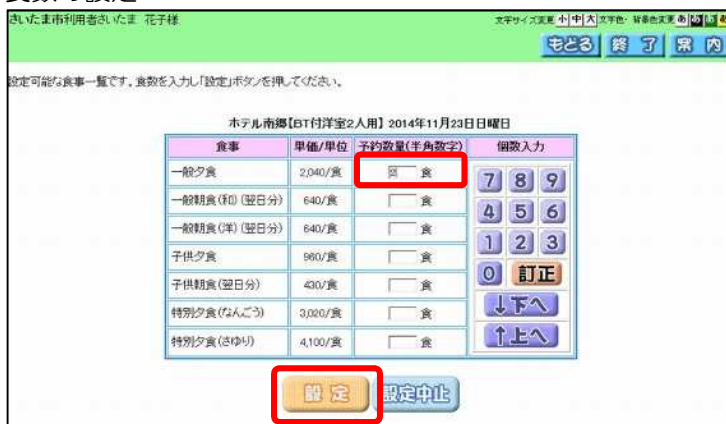 さいたま市利用者さいたま 花子様
文字サイズ変更 小 中 大 文字色・背景色変更 あ あ あ
もどる 終了 案内
設定可能な食事一覧です。食数を入力し「設定」ボタンを押してください。
ホテル南郷【BT付洋室2人用】 2014年11月23日日曜日
食事 単価/単位 予約数量(半角数字) 個数入力
一般夕食 2,040/食 食
一般朝食(和)(翌日分) 640/食 食
一般朝食(洋)(翌日分) 640/食 食
子供夕食 960/食 食
子供朝食(翌日分) 430/食 食
特別夕食(なんごう) 3,020/食 食
特別夕食(さゆり) 4,100/食 食
7 8 9
4 5 6
1 2 3
0 訂正
↓下へ
↑上へ
設定 設定中止